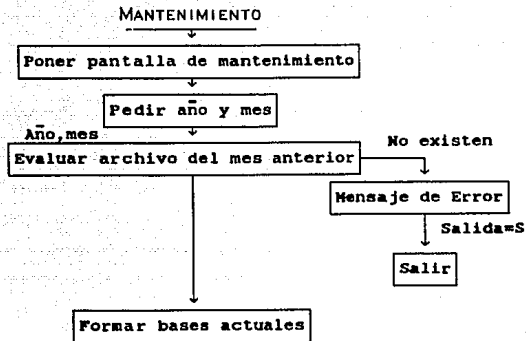 MANTENIMIENTO
Poner pantalla de mantenimiento
Pedir año y mes
Año,mes
Evaluar archivo del mes anterior
No existen
Mensaje de Error
Salida=S
Salir
Formar bases actuales